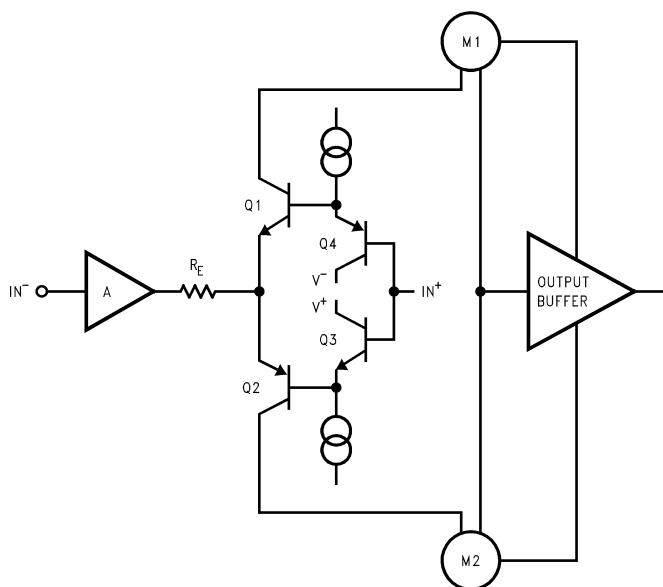 M1
Q1
Q4
V⁻
IN⁻
A
R_E
IN⁺
V⁺
OUTPUT
BUFFER
Q3
Q2
M2